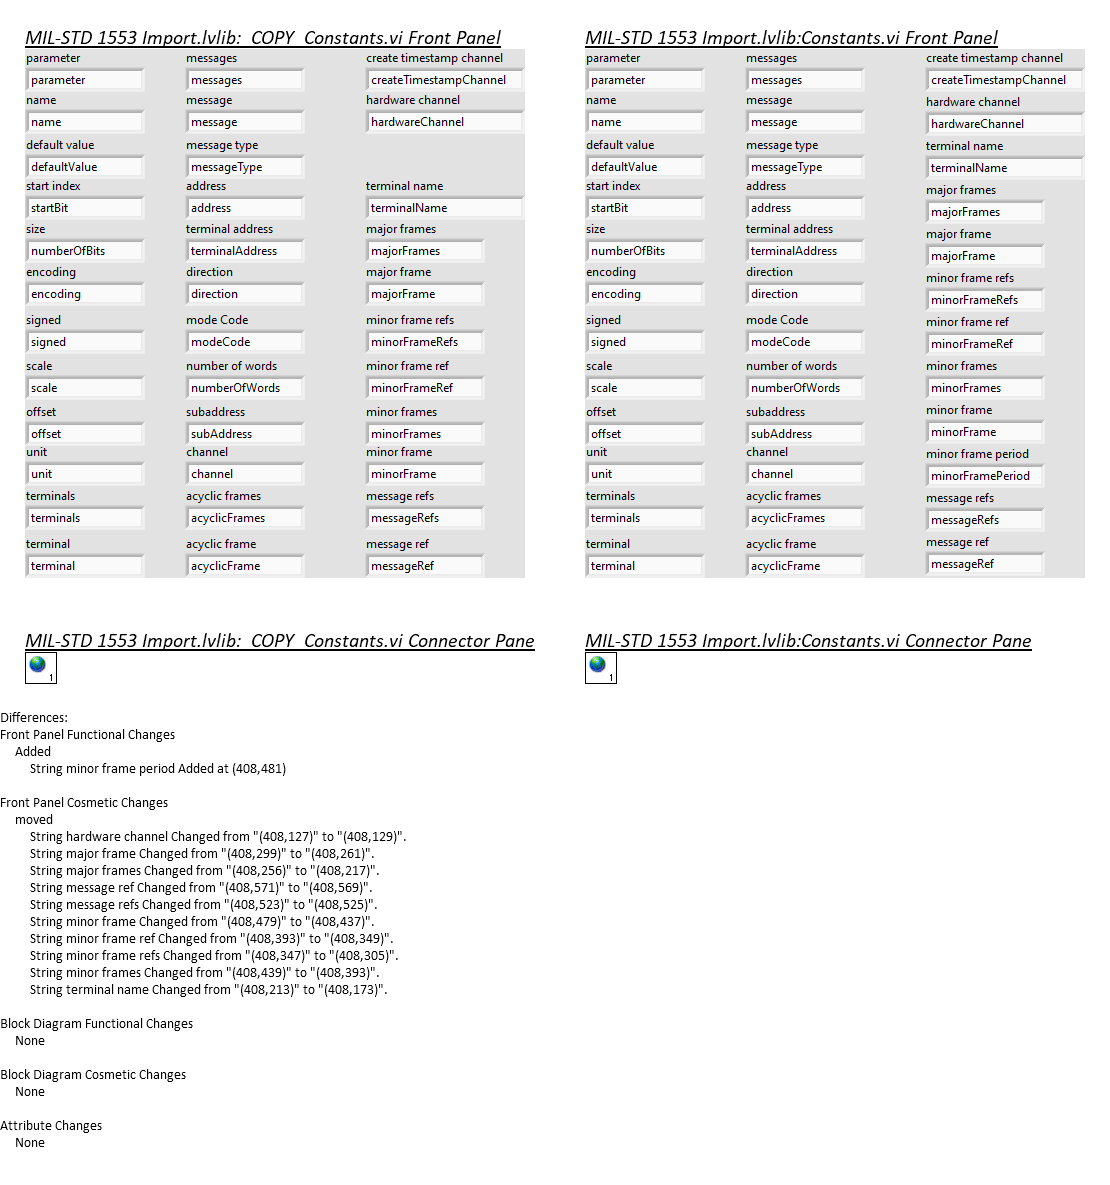 MIL-STD 1553 Import.lvlib:_COPY_Constants.vi Front Panel
parameter
parameter
name
name
default value
defaultValue
start index
startBit
size
numberOfBits
encoding
encoding
signed
signed
scale
scale
offset
offset
unit
unit
terminals
terminals
terminal
terminal
messages
messages
message
message
message type
messageType
address
address
terminal address
terminalAddress
direction
direction
mode Code
modeCode
number of words
numberOfWords
subaddress
subAddress
channel
channel
acyclic frames
acyclicFrames
acyclic frame
acyclicFrame
create timestamp channel
createTimestampChannel
hardware channel
hardwareChannel
terminal name
terminalName
major frames
majorFrames
major frame
majorFrame
minor frame refs
minorFrameRefs
minor frame ref
minorFrameRef
minor frames
minorFrames
minor frame
minorFrame
message refs
messageRefs
message ref
messageRef
MIL-STD 1553 Import.lvlib:Constants.vi Front Panel
parameter
parameter
name
name
default value
defaultValue
start index
startBit
size
numberOfBits
encoding
encoding
signed
signed
scale
scale
offset
offset
unit
unit
terminals
terminals
terminal
terminal
messages
messages
message
message
message type
messageType
address
address
terminal address
terminalAddress
direction
direction
mode Code
modeCode
number of words
numberOfWords
subaddress
subAddress
channel
channel
acyclic frames
acyclicFrames
acyclic frame
acyclicFrame
create timestamp channel
createTimestampChannel
hardware channel
hardwareChannel
terminal name
terminalName
major frames
majorFrames
major frame
majorFrame
minor frame refs
minorFrameRefs
minor frame ref
minorFrameRef
minor frames
minorFrames
minor frame
minorFrame
minor frame period
minorFramePeriod
message refs
messageRefs
message ref
messageRef
MIL-STD 1553 Import.lvlib:_COPY_Constants.vi Connector Pane
1
MIL-STD 1553 Import.lvlib:Constants.vi Connector Pane
1
Differences:
Front Panel Functional Changes
Added
String minor frame period Added at (408,481)
Front Panel Cosmetic Changes
moved
String hardware channel Changed from "(408,127)" to "(408,129)".
String major frame Changed from "(408,299)" to "(408,261)".
String major frames Changed from "(408,256)" to "(408,217)".
String message ref Changed from "(408,571)" to "(408,569)".
String message refs Changed from "(408,523)" to "(408,525)".
String minor frame Changed from "(408,479)" to "(408,437)".
String minor frame ref Changed from "(408,393)" to "(408,349)".
String minor frame refs Changed from "(408,347)" to "(408,305)".
String minor frames Changed from "(408,439)" to "(408,393)".
String terminal name Changed from "(408,213)" to "(408,173)".
Block Diagram Functional Changes
None
Block Diagram Cosmetic Changes
None
Attribute Changes
None